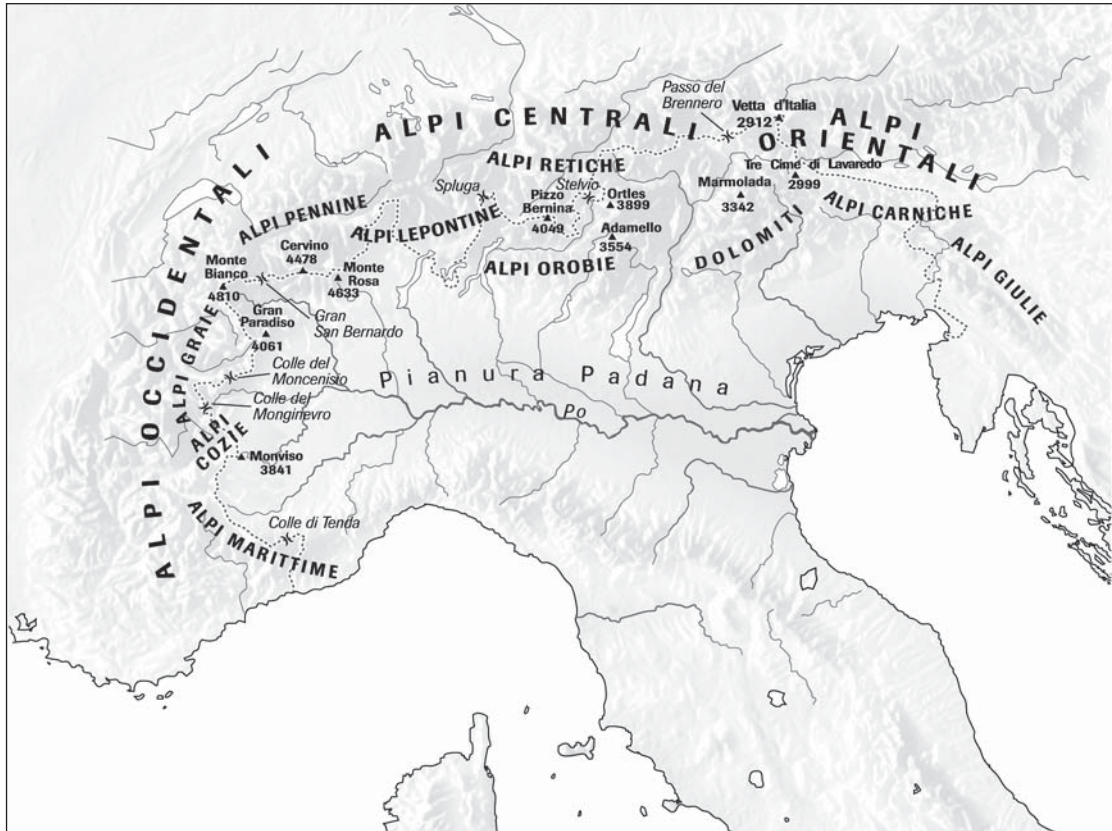 ALPI OCCIDENTALI
ALPI CENTRALI
ALPI
ORIENTALI
Passo del
Brennero
Vetta d'Italia
2912
Tre Cime di Lavaredo
2999
ALPI RETICHE
Spluga
Stelvio
Pizzo
Bernina
4049
Ortles
3899
Adamello
3554
Marmolada
3342
DOLOMITI
ALPI CARNICHE
ALPI GIULIE
ALPI PENNINE
ALPI LEPONTINE
ALPI OROBIE
Cervino
4478
Monte
Bianco
4810
Monte
Rosa
4633
Gran
San Bernardo
Gran
Paradiso
4061
ALPI GRAIE
Colle del
Moncenisio
Colle del
Monginevro
Pianura Padana
Po
ALPI
COZIE
Monviso
3841
Colle di Tenda
ALPI MARITTIME